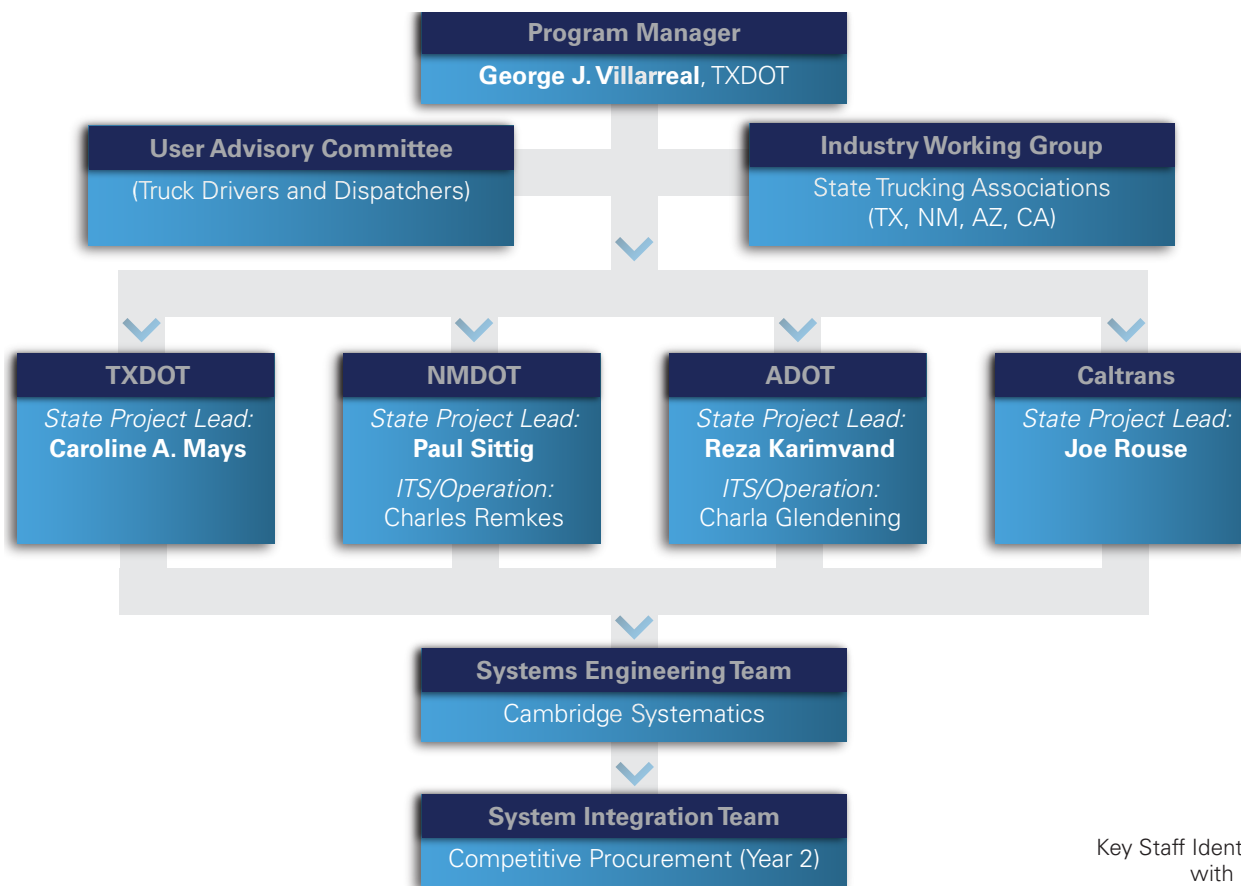 Program Manager
George J. Villarreal, TXDOT
User Advisory Committee
(Truck Drivers and Dispatchers)
Industry Working Group
State Trucking Associations
(TX, NM, AZ, CA)
TXDOT
State Project Lead:
Caroline A. Mays
NMDOT
State Project Lead:
Paul Sittig
ITS/Operation:
Charles Remkes
ADOT
State Project Lead:
Reza Karimvand
ITS/Operation:
Charla Glendening
Caltrans
State Project Lead:
Joe Rouse
Systems Engineering Team
Cambridge Systematics
System Integration Team
Competitive Procurement (Year 2)
Key Staff
with